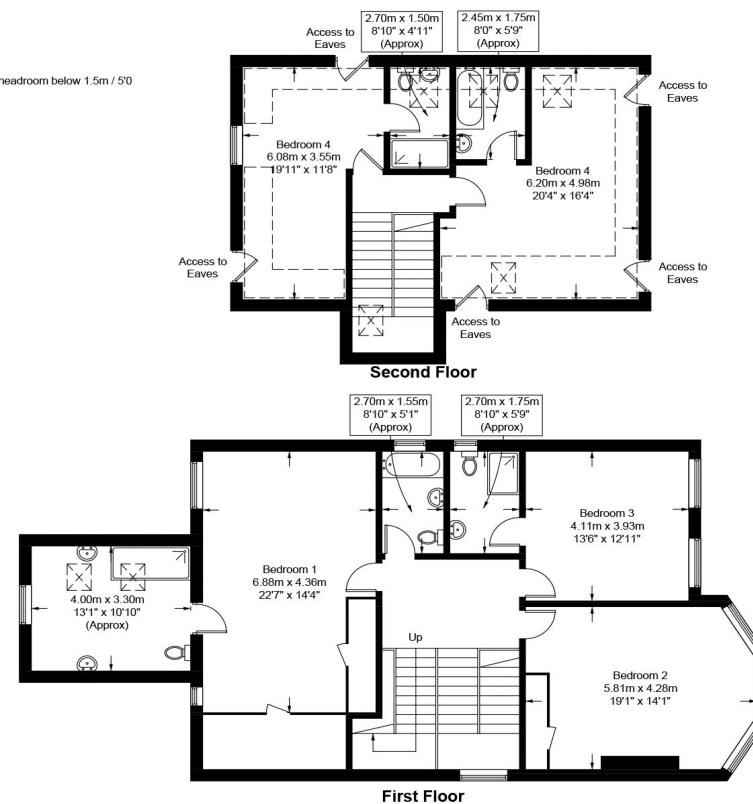 headroom below 1.5m / 5'0
Access to
Eaves
2.70m x 1.50m
8'10" x 4'11"
(Approx)
2.45m x 1.75m
8'0" x 5'9"
(Approx)
Access to
Eaves
Bedroom 4
6.08m x 3.55m
19'11" x 11'8"
Bedroom 4
6.20m x 4.98m
20'4" x 16'4"
Access to
Eaves
Access to
Eaves
Access to
Eaves
Second Floor
2.70m x 1.55m
8'10" x 5'1"
(Approx)
2.70m x 1.75m
8'10" x 5'9"
(Approx)
Bedroom 3
4.11m x 3.93m
13'6" x 12'11"
Bedroom 1
6.88m x 4.36m
22'7" x 14'4"
4.00m x 3.30m
13'1" x 10'10"
(Approx)
Up
Bedroom 2
5.81m x 4.28m
19'1" x 14'1"
First Floor